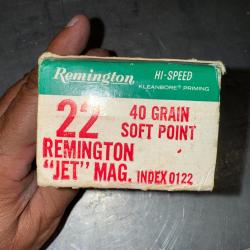 Remington HI-SPEED
KLEANBORE PRIMING
22 40 GRAIN
SOFT POINT
REMINGTON
"JET" MAG. INDEX 0122